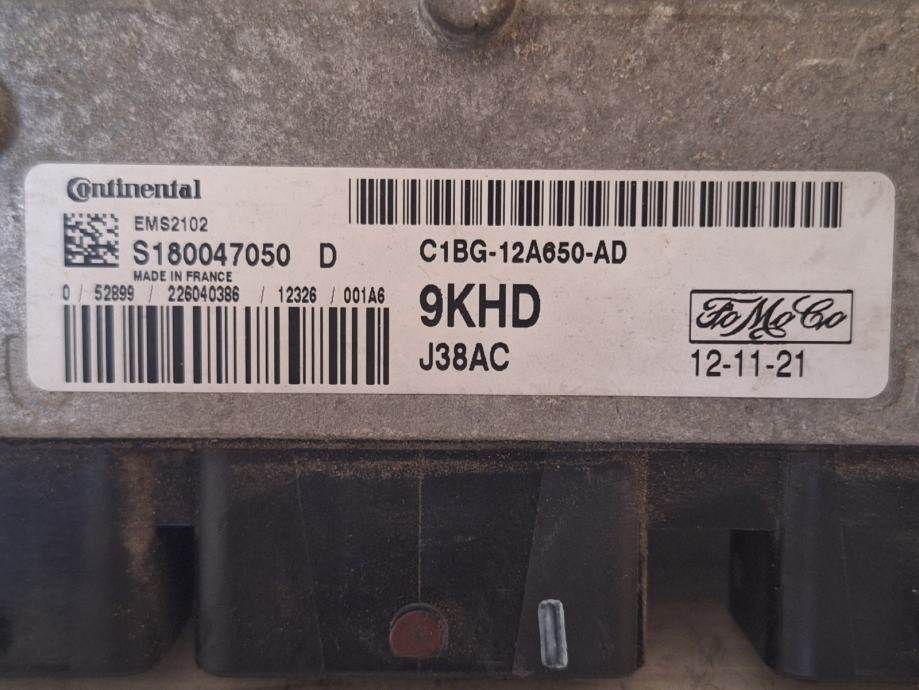 Continental
EMS2102
S180047050 D
MADE IN FRANCE
0 / 52899 / 226040386 / 12326 / 001A6
C1BG-12A650-AD
9KHD
J38AC
FoMoCo
12-11-21